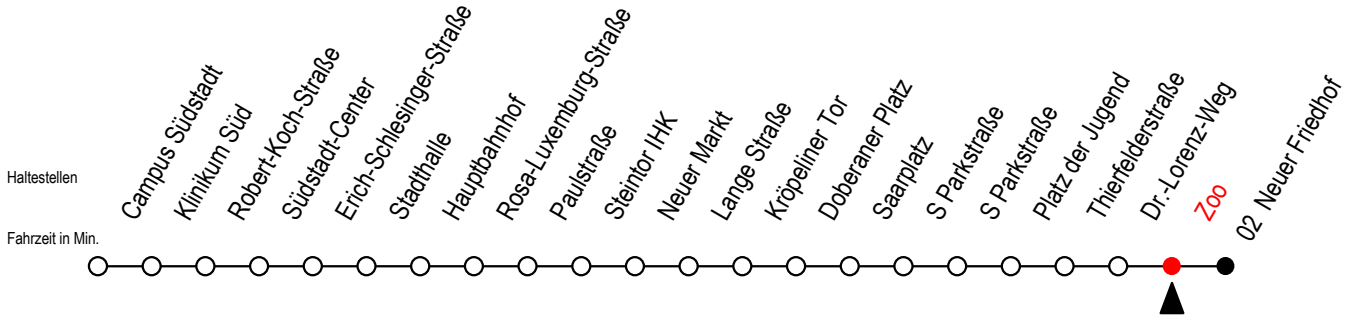 Haltestellen
Fahrzeit in Min.
Campus Südstadt
Klinikum Süd
Robert-Koch-Straße
Südstadt-Center
Erich-Schlesinger-Straße
Stadthalle
Hauptbahnhof
Rosa-Luxemburg-Straße
Paulstraße
Steintor IHK
Neuer Markt
Lange Straße
Kröpeliner Tor
Doberaner Platz
Saarplatz
S Parkstraße
S Parkstraße
Platz der Jugend
Thierfelderstraße
Dr.-Lorenz-Weg
Zoo
02 Neuer Friedhof